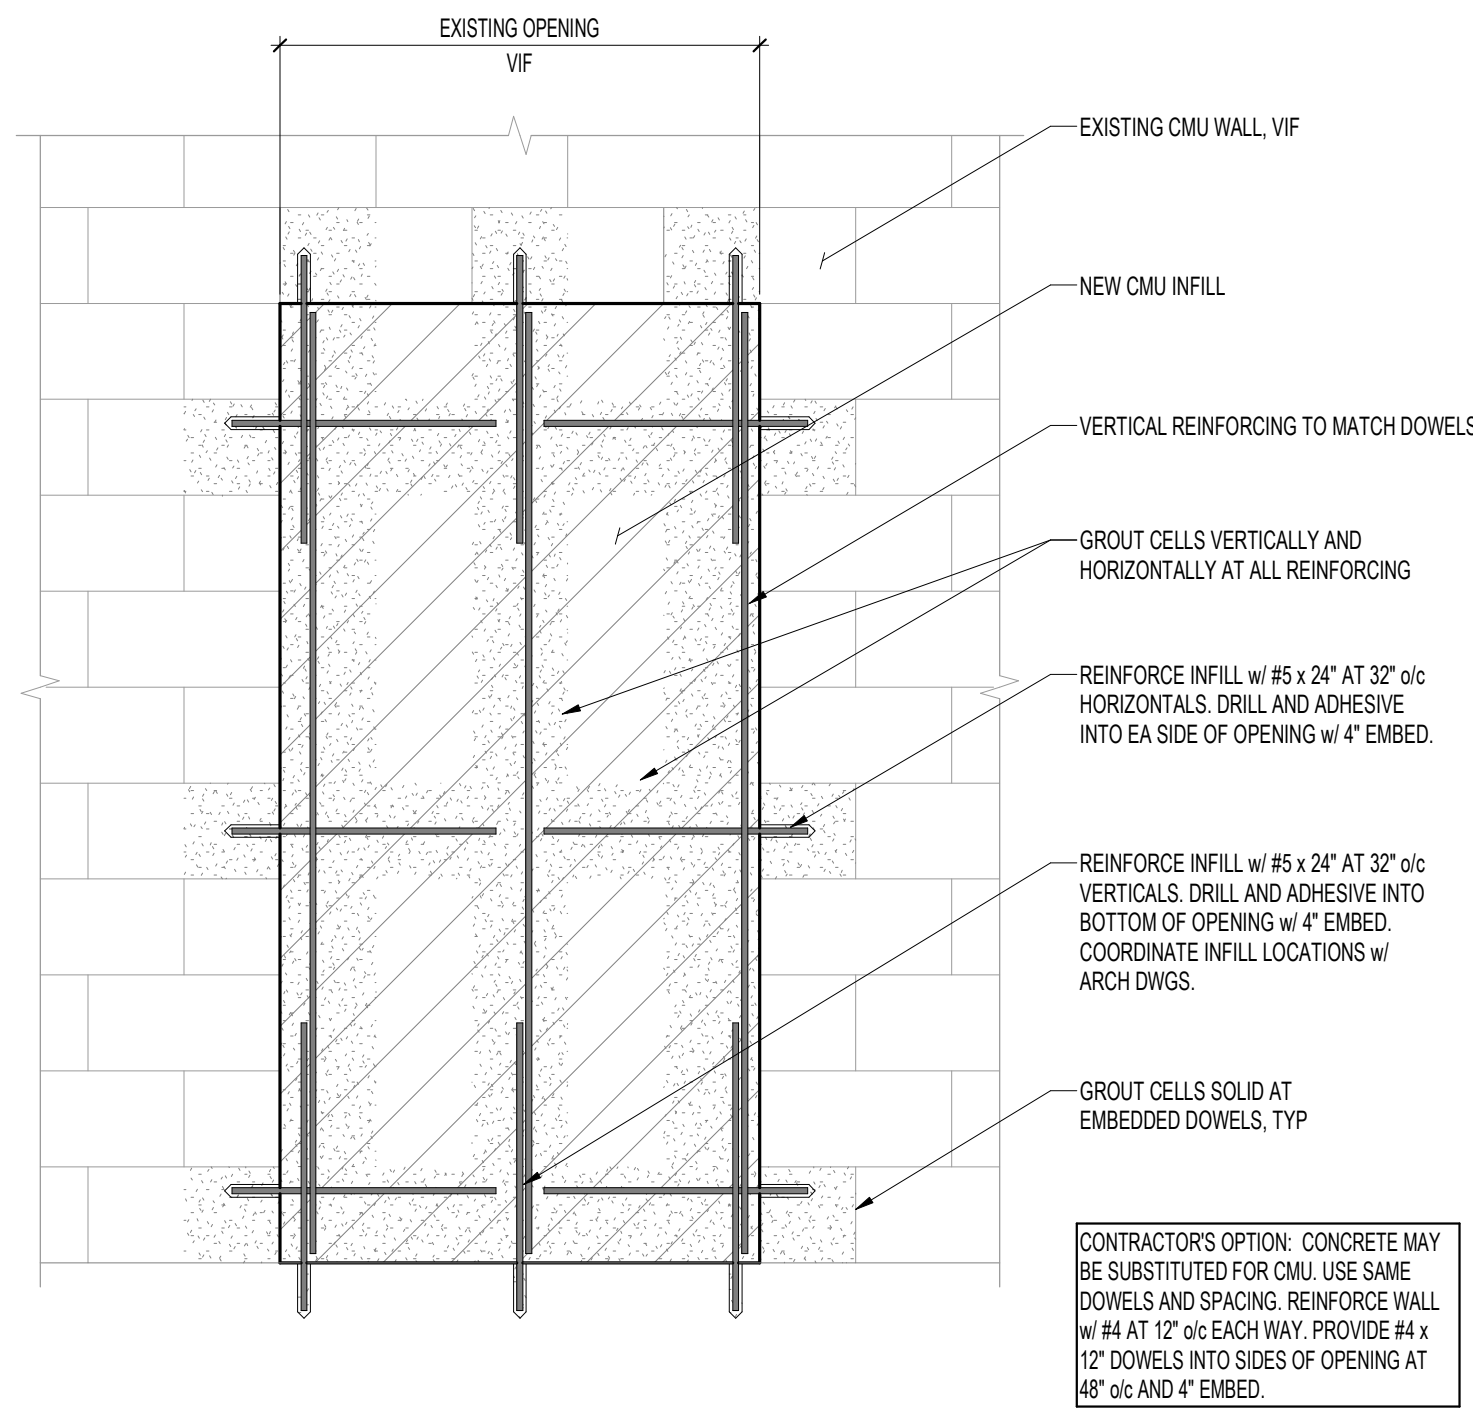 EXISTING OPENING
VIF
EXISTING CMU WALL, VIF
NEW CMU INFILL
VERTICAL REINFORCING TO MATCH DOWELS
GROUT CELLS VERTICALLY AND
HORIZONTALLY AT ALL REINFORCING
REINFORCE INFILL w/ #5 x 24" AT 32" o/c
HORIZONTALS. DRILL AND ADHESIVE
INTO EA SIDE OF OPENING w/ 4" EMBED.
REINFORCE INFILL w/ #5 x 24" AT 32" o/c
VERTICALS. DRILL AND ADHESIVE INTO
BOTTOM OF OPENING w/ 4" EMBED.
COORDINATE INFILL LOCATIONS w/
ARCH DWGS.
GROUT CELLS SOLID AT
EMBEDDED DOWELS, TYP
CONTRACTOR'S OPTION: CONCRETE MAY
BE SUBSTITUTED FOR CMU. USE SAME
DOWELS AND SPACING. REINFORCE WALL
w/ #4 AT 12" o/c EACH WAY. PROVIDE #4 x
12" DOWELS INTO SIDES OF OPENING AT
48" o/c AND 4" EMBED.